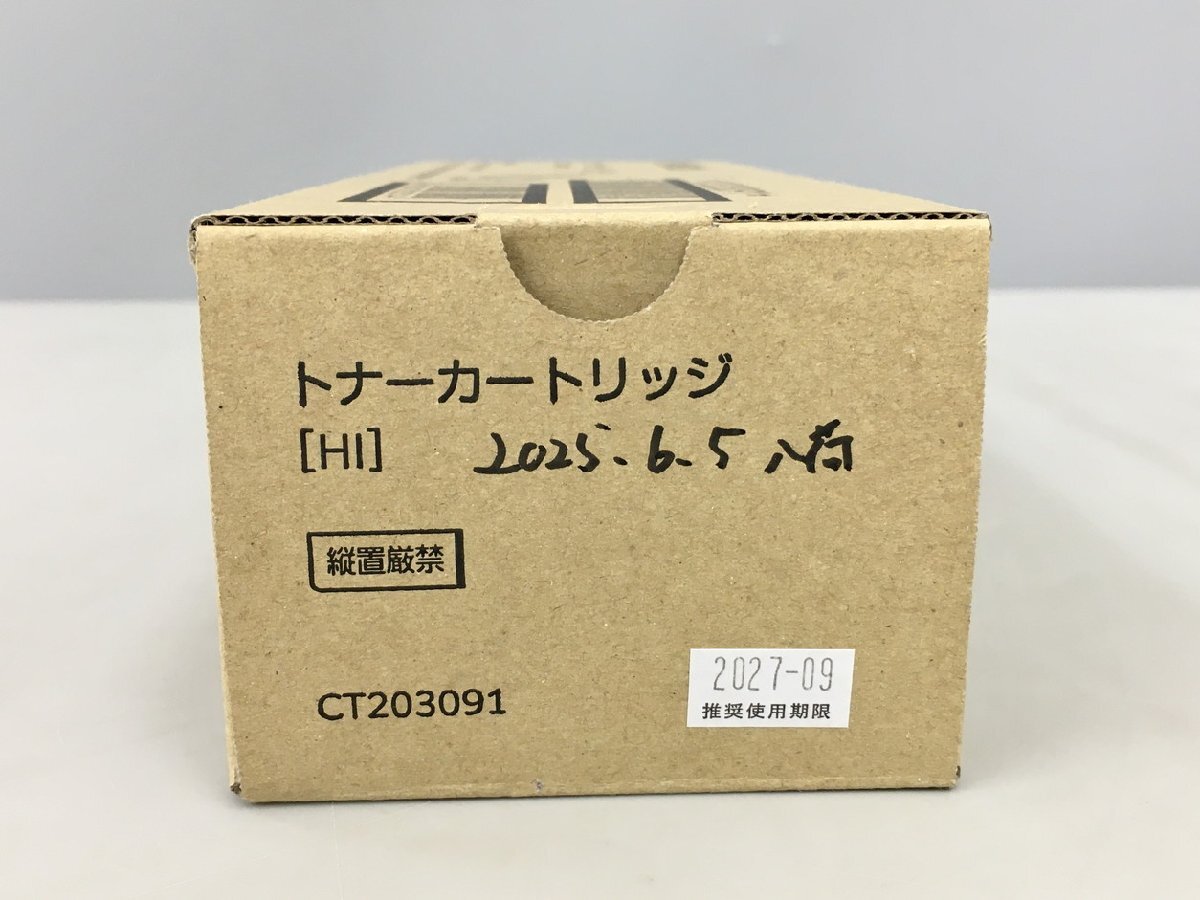 トナーカートリッジ
[HI] 2025.6.5 入荷
縦置厳禁
CT203091
2027-09
推奨使用期限